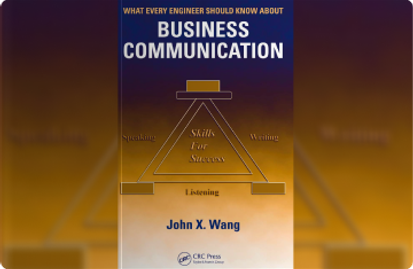 WHAT EVERY ENGINEER SHOULD KNOW ABOUT
BUSINESS
COMMUNICATION
Speaking
Skills
For
Success
Writing
Listening
John X. Wang
CRC Press